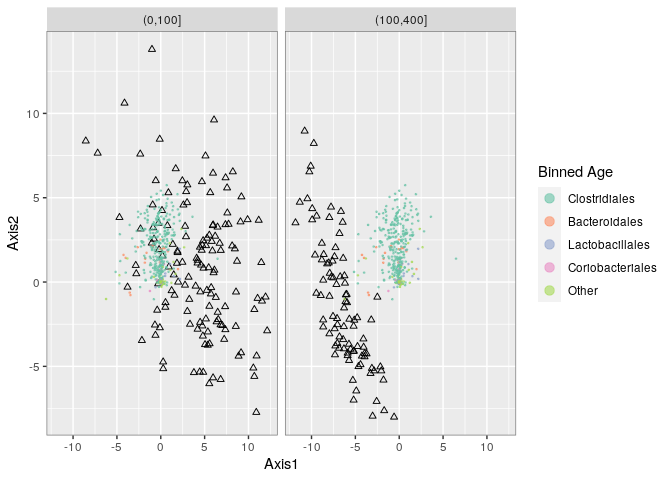 (0,100]
(100,400]
10
5
0
-5
-10
-5
0
5
10
-10
-5
0
5
10
Axis1
Axis2
Binned Age
Clostridiales
Bacteroidales
Lactobacillales
Coriobacteriales
Other